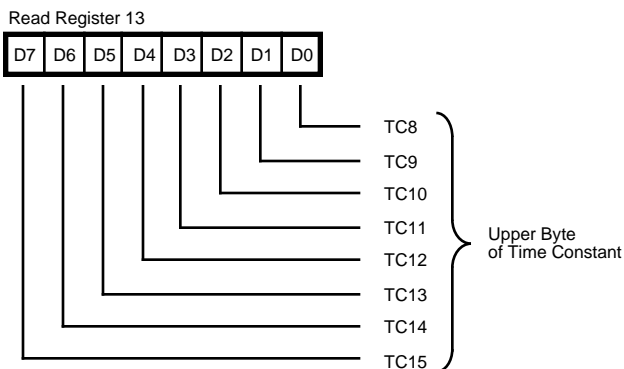 Read Register 13
D7 D6 D5 D4 D3 D2 D1 D0
TC8
TC9
TC10
TC11
TC12
TC13
TC14
TC15
Upper Byte
of Time Constant